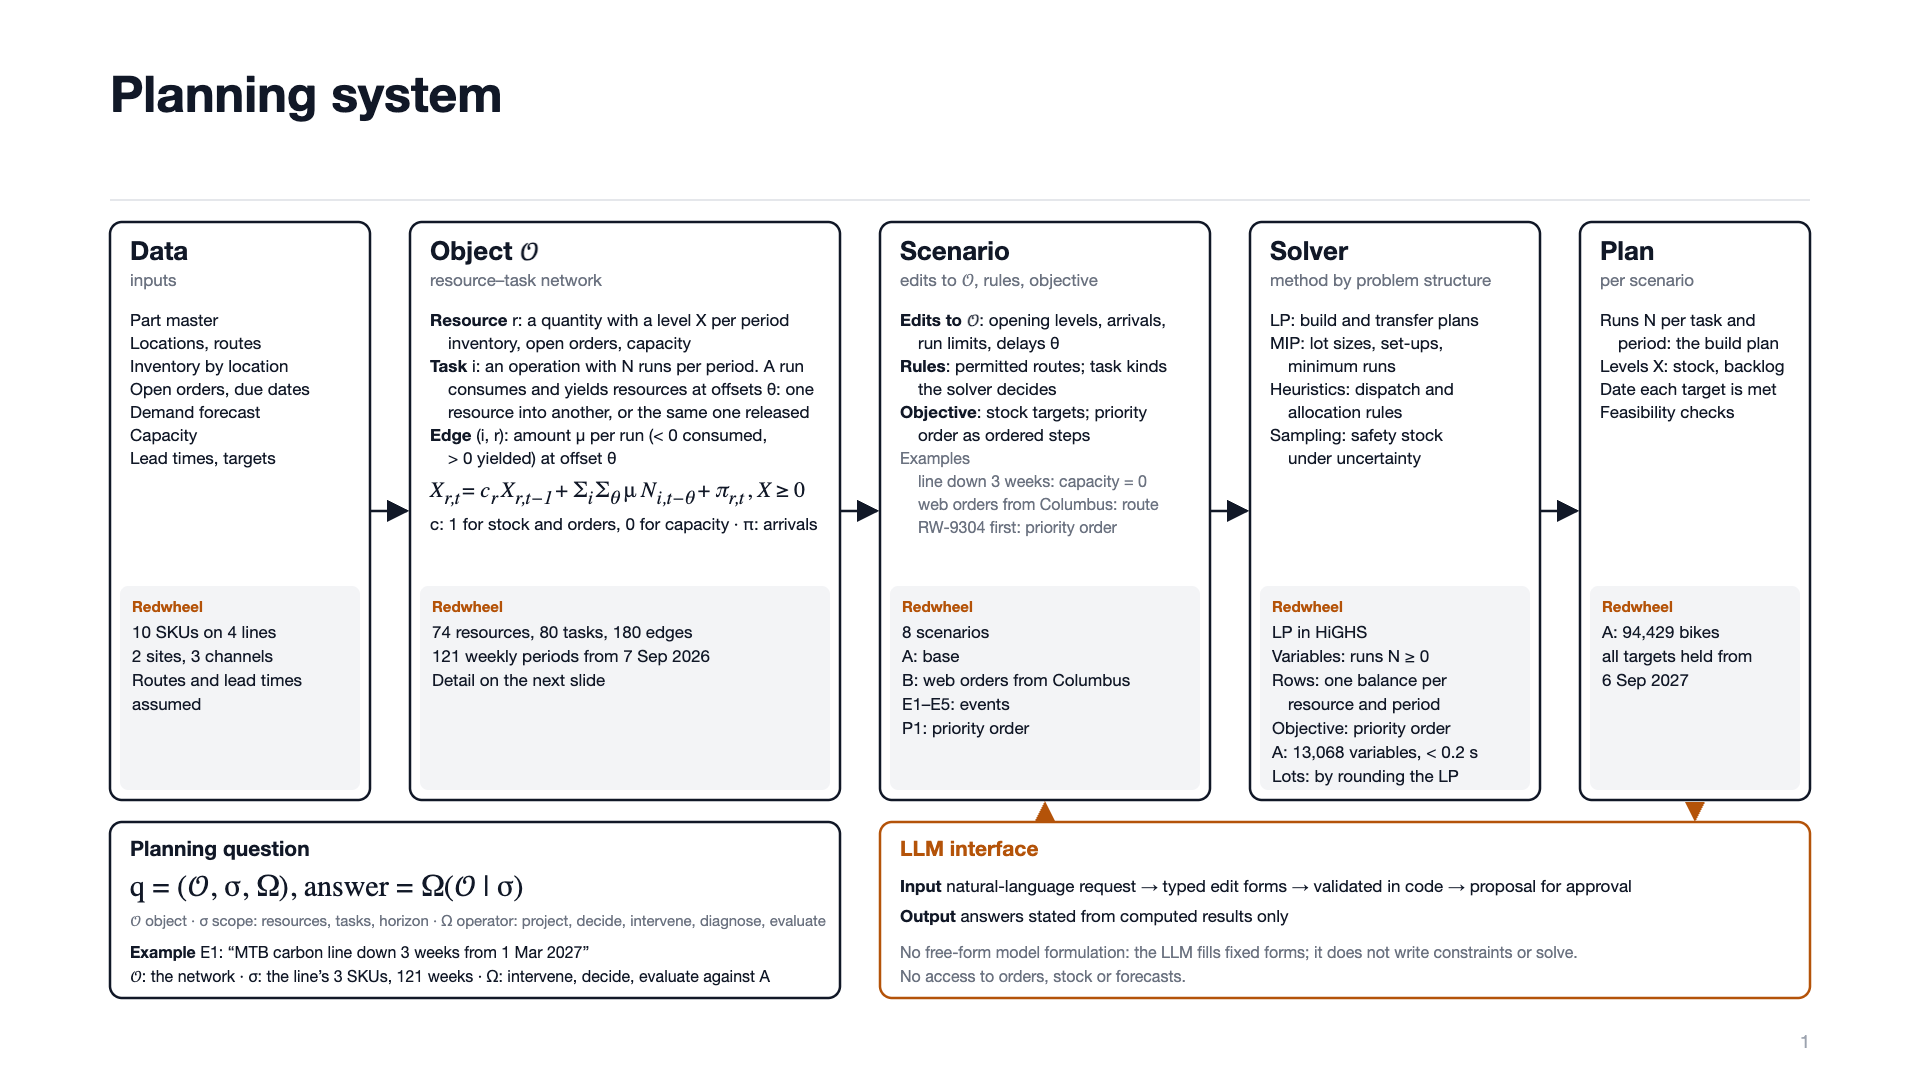 Planning system
Data
inputs
Part master
Locations, routes
Inventory by location
Open orders, due dates
Demand forecast
Capacity
Lead times, targets
Redwheel
10 SKUs on 4 lines
2 sites, 3 channels
Routes and lead times
assumed
Object 𝒪
resource–task network
Resource r: a quantity with a level X per period
inventory, open orders, capacity
Task i: an operation with N runs per period. A run
consumes and yields resources at offsets θ: one
resource into another, or the same one released
Edge (i, r): amount μ per run (< 0 consumed,
> 0 yielded) at offset θ
X_{r,t} = c_r X_{r,t−1} + Σ_i Σ_θ μ N_{i,t−θ} + π_{r,t}, X ≥ 0
c: 1 for stock and orders, 0 for capacity · π: arrivals
Redwheel
74 resources, 80 tasks, 180 edges
121 weekly periods from 7 Sep 2026
Detail on the next slide
Scenario
edits to 𝒪, rules, objective
Edits to 𝒪: opening levels, arrivals,
run limits, delays θ
Rules: permitted routes; task kinds
the solver decides
Objective: stock targets; priority
order as ordered steps
Examples
line down 3 weeks: capacity = 0
web orders from Columbus: route
RW-9304 first: priority order
Redwheel
8 scenarios
A: base
B: web orders from Columbus
E1–E5: events
P1: priority order
Solver
method by problem structure
LP: build and transfer plans
MIP: lot sizes, set-ups,
minimum runs
Heuristics: dispatch and
allocation rules
Sampling: safety stock
under uncertainty
Redwheel
LP in HiGHS
Variables: runs N ≥ 0
Rows: one balance per
resource and period
Objective: priority order
A: 13,068 variables, < 0.2 s
Lots: by rounding the LP
Plan
per scenario
Runs N per task and
period: the build plan
Levels X: stock, backlog
Date each target is met
Feasibility checks
Redwheel
A: 94,429 bikes
all targets held from
6 Sep 2027
Planning question
q = (𝒪, σ, Ω), answer = Ω(𝒪 | σ)
𝒪 object · σ scope: resources, tasks, horizon · Ω operator: project, decide, intervene, diagnose, evaluate
Example E1: “MTB carbon line down 3 weeks from 1 Mar 2027”
𝒪: the network · σ: the line’s 3 SKUs, 121 weeks · Ω: intervene, decide, evaluate against A
LLM interface
Input natural-language request → typed edit forms → validated in code → proposal for approval
Output answers stated from computed results only
No free-form model formulation: the LLM fills fixed forms; it does not write constraints or solve.
No access to orders, stock or forecasts.
1